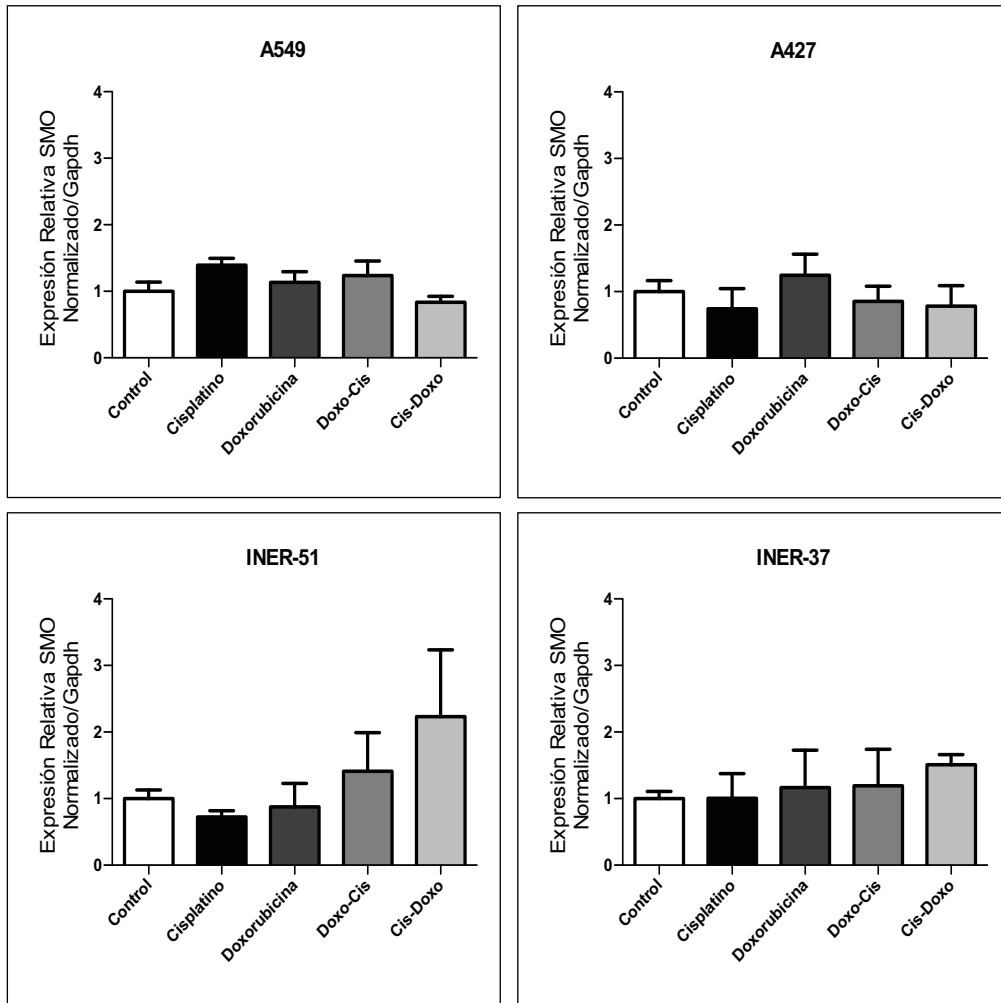 A549
Expresión Relativa SMO
Normalizado/Gapdh
4
3
2
1
0
Control
Cisplatino
Doxorubicina
Doxo-Cis
Cis-Doxo
A427
Expresión Relativa SMO
Normalizado/Gapdh
4
3
2
1
0
Control
Cisplatino
Doxorubicina
Doxo-Cis
Cis-Doxo
INER-51
Expresión Relativa SMO
Normalizado/Gapdh
4
3
2
1
0
Control
Cisplatino
Doxorubicina
Doxo-Cis
Cis-Doxo
INER-37
Expresión Relativa SMO
Normalizado/Gapdh
4
3
2
1
0
Control
Cisplatino
Doxorubicina
Doxo-Cis
Cis-Doxo